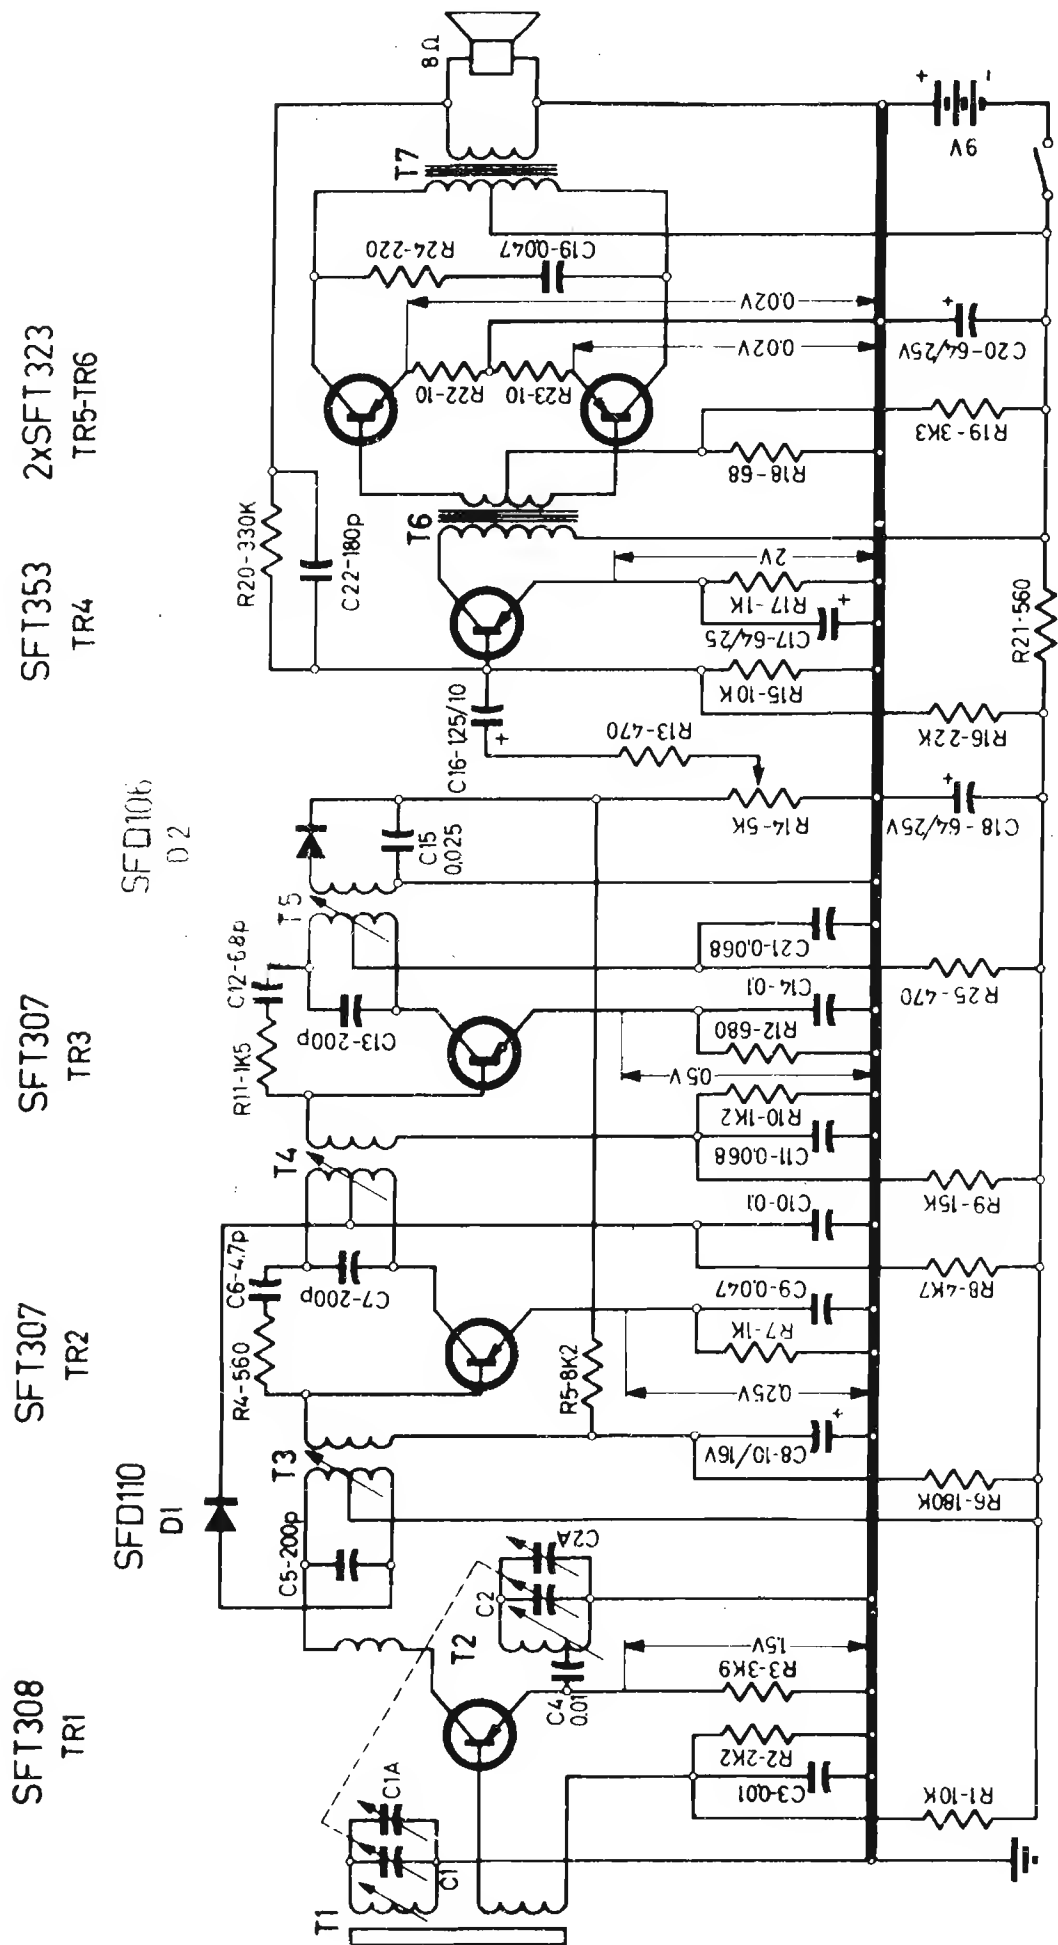 SFT308
TR1
SFD110
D1
SFT307
TR2
SFT307
TR3
SFD106
D2
SFT353
TR4
2xSFT323
TR5-TR6
T1
C1
C1A
T2
C2
C2A
C4
0.01
C5-200p
T3
R4-560
C6-4.7p
C7-200p
T4
R11-1K5
C12-6.8p
C13-200p
T5
C15
0,025
R5-8K2
C16-1,25/10
R13-470
R14-5K
R20-330K
C22-180p
T6
R22-10
R23-10
R24-220
C19-0,047
T7
8Ω
R1-10K
C3-0,01
R2-2K2
R3-3K9
1.5V
R6-180K
C8-10/16V
+
0,25V
R7-1K
C9-0,047
R8-4K7
C10-0,1
R9-15K
C11-0,068
R10-1K2
0,5V
R12-680
C14-0,1
R25-470
C21-0,068
C18-64/25V
+
R16-22K
R15-10K
C17-64/25
+
R17-1K
2V
R21-560
R18-68
R19-3K3
0.02V
0.02V
C20-64/25V
+
9V
+
-
+